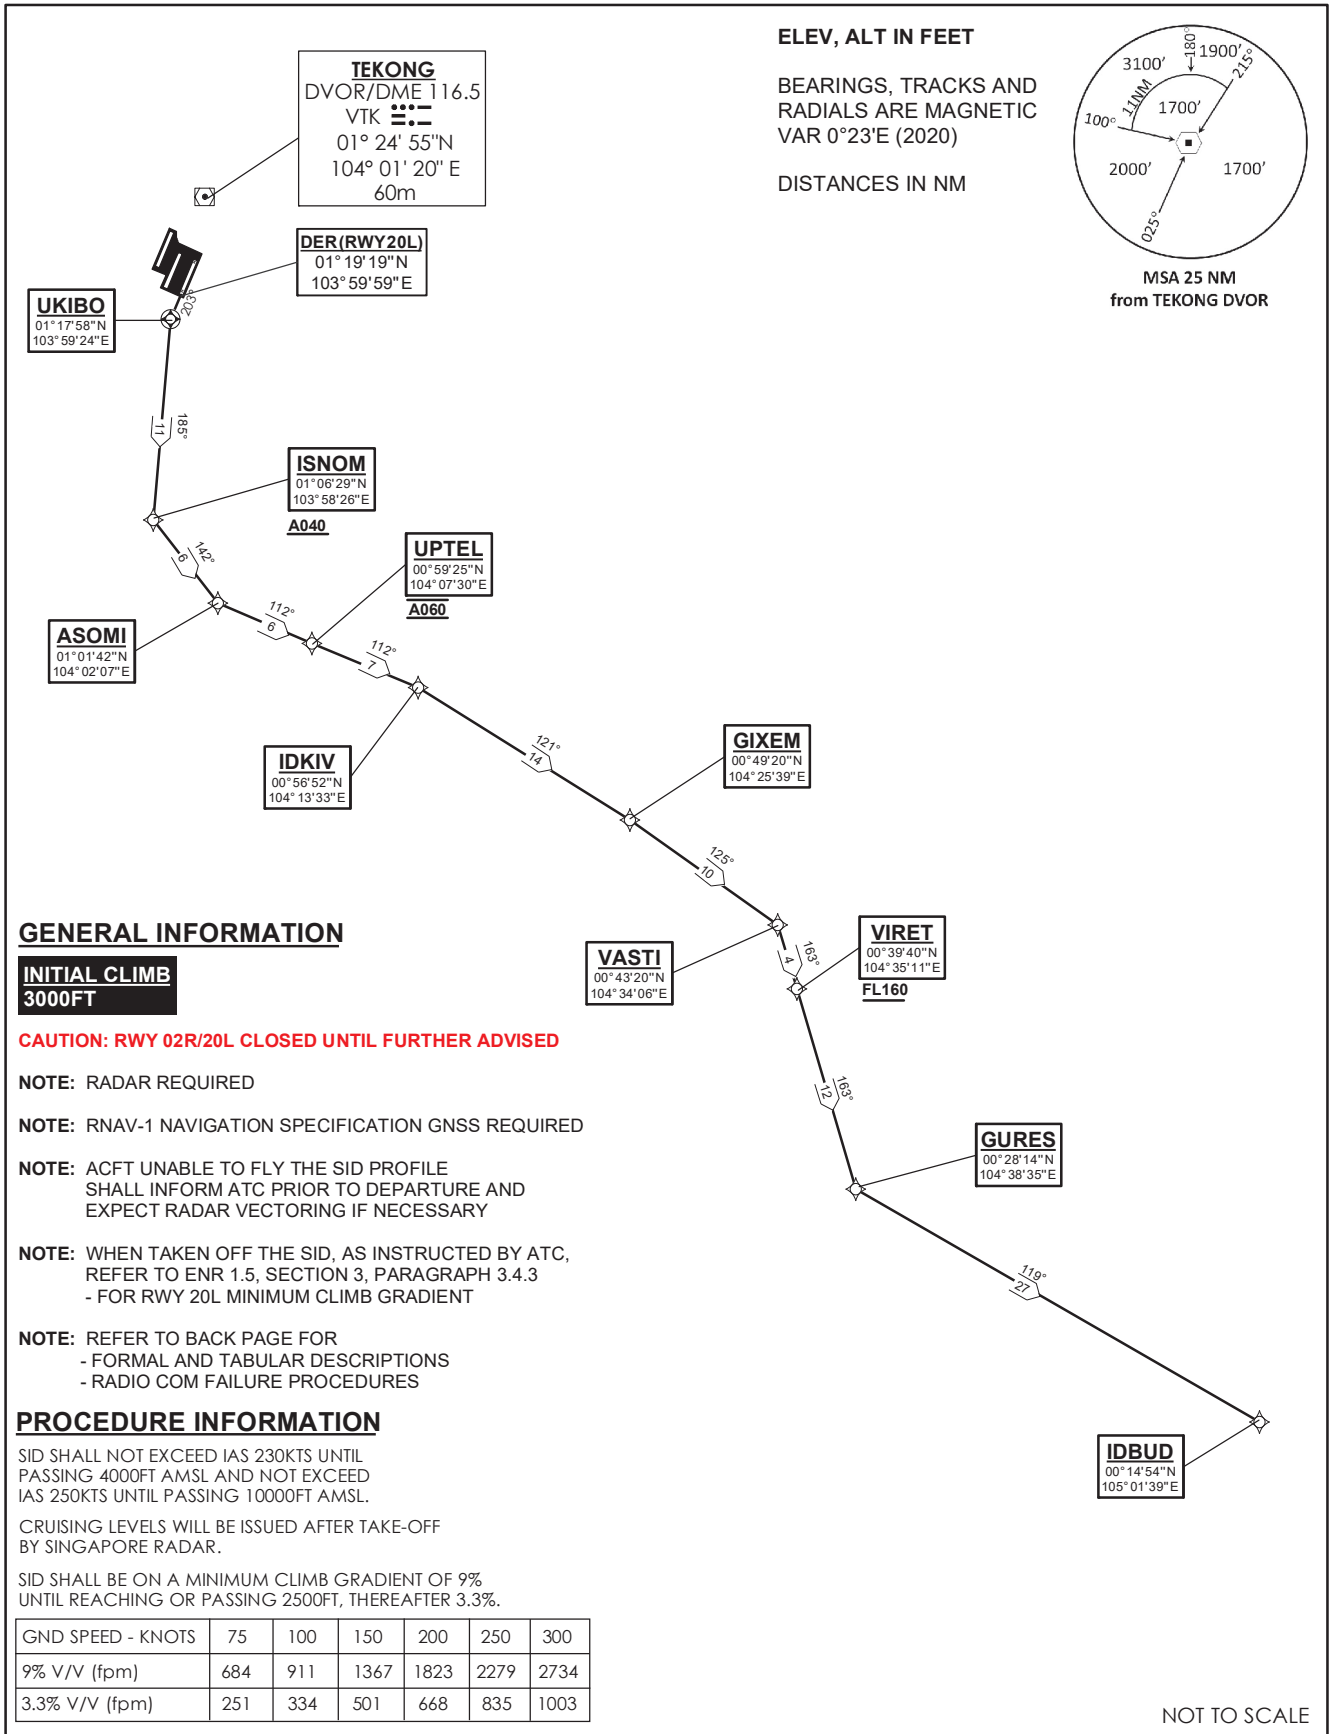 ELEV, ALT IN FEET
BEARINGS, TRACKS AND
RADIALS ARE MAGNETIC
VAR 0°23'E (2020)
DISTANCES IN NM
3100'
180°
1900'
215°
11NM
1700'
100°
2000'
1700'
025°
MSA 25 NM
from TEKONG DVOR
TEKONG
DVOR/DME 116.5
VTK
01° 24' 55"N
104° 01' 20" E
60m
DER(RWY20L)
01°19'19"N
103°59'59"E
203°
UKIBO
01°17'58"N
103°59'24"E
11
185°
ISNOM
01°06'29"N
103°58'26"E
A040
6
142°
UPTEL
00°59'25"N
104°07'30"E
A060
ASOMI
01°01'42"N
104°02'07"E
112°
6
112°
7
IDKIV
00°56'52"N
104°13'33"E
121°
14
GIXEM
00°49'20"N
104°25'39"E
125°
10
VASTI
00°43'20"N
104°34'06"E
4
163°
VIRET
00°39'40"N
104°35'11"E
FL160
12
163°
GURES
00°28'14"N
104°38'35"E
119°
27
IDBUD
00°14'54"N
105°01'39"E
GENERAL INFORMATION
INITIAL CLIMB
3000FT
CAUTION: RWY 02R/20L CLOSED UNTIL FURTHER ADVISED
NOTE: RADAR REQUIRED
NOTE: RNAV-1 NAVIGATION SPECIFICATION GNSS REQUIRED
NOTE: ACFT UNABLE TO FLY THE SID PROFILE
SHALL INFORM ATC PRIOR TO DEPARTURE AND
EXPECT RADAR VECTORING IF NECESSARY
NOTE: WHEN TAKEN OFF THE SID, AS INSTRUCTED BY ATC,
REFER TO ENR 1.5, SECTION 3, PARAGRAPH 3.4.3
- FOR RWY 20L MINIMUM CLIMB GRADIENT
NOTE: REFER TO BACK PAGE FOR
- FORMAL AND TABULAR DESCRIPTIONS
- RADIO COM FAILURE PROCEDURES
PROCEDURE INFORMATION
SID SHALL NOT EXCEED IAS 230KTS UNTIL
PASSING 4000FT AMSL AND NOT EXCEED
IAS 250KTS UNTIL PASSING 10000FT AMSL.
CRUISING LEVELS WILL BE ISSUED AFTER TAKE-OFF
BY SINGAPORE RADAR.
SID SHALL BE ON A MINIMUM CLIMB GRADIENT OF 9%
UNTIL REACHING OR PASSING 2500FT, THEREAFTER 3.3%.
GND SPEED - KNOTS 75 100 150 200 250 300
9% V/V (fpm) 684 911 1367 1823 2279 2734
3.3% V/V (fpm) 251 334 501 668 835 1003
NOT TO SCALE